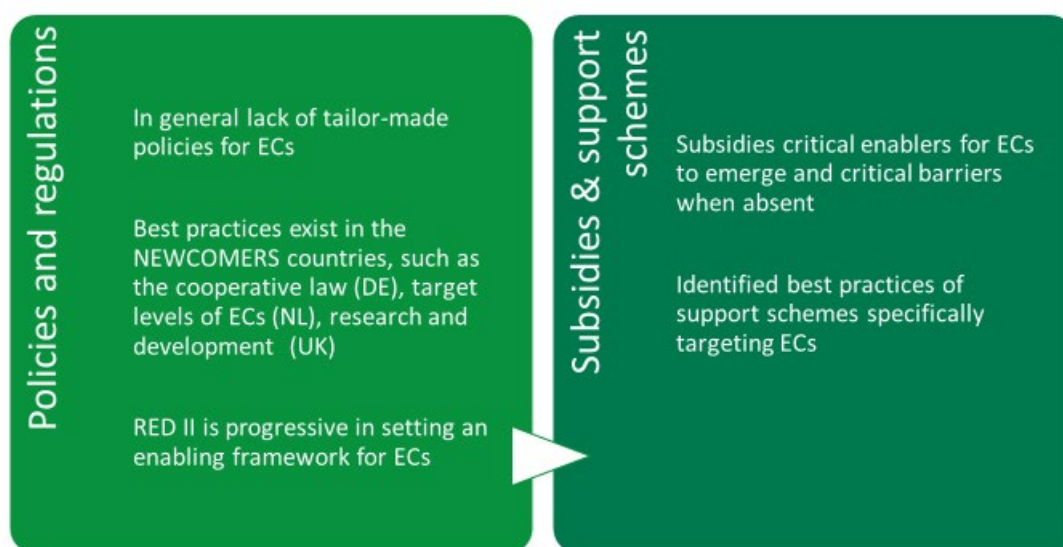 Policies and regulations
In general lack of tailor-made
policies for ECs
Best practices exist in the
NEWCOMERS countries, such as
the cooperative law (DE), target
levels of ECs (NL), research and
development (UK)
RED II is progressive in setting an
enabling framework for ECs
Subsidies & support
schemes
Subsidies critical enablers for ECs
to emerge and critical barriers
when absent
Identified best practices of
support schemes specifically
targeting ECs